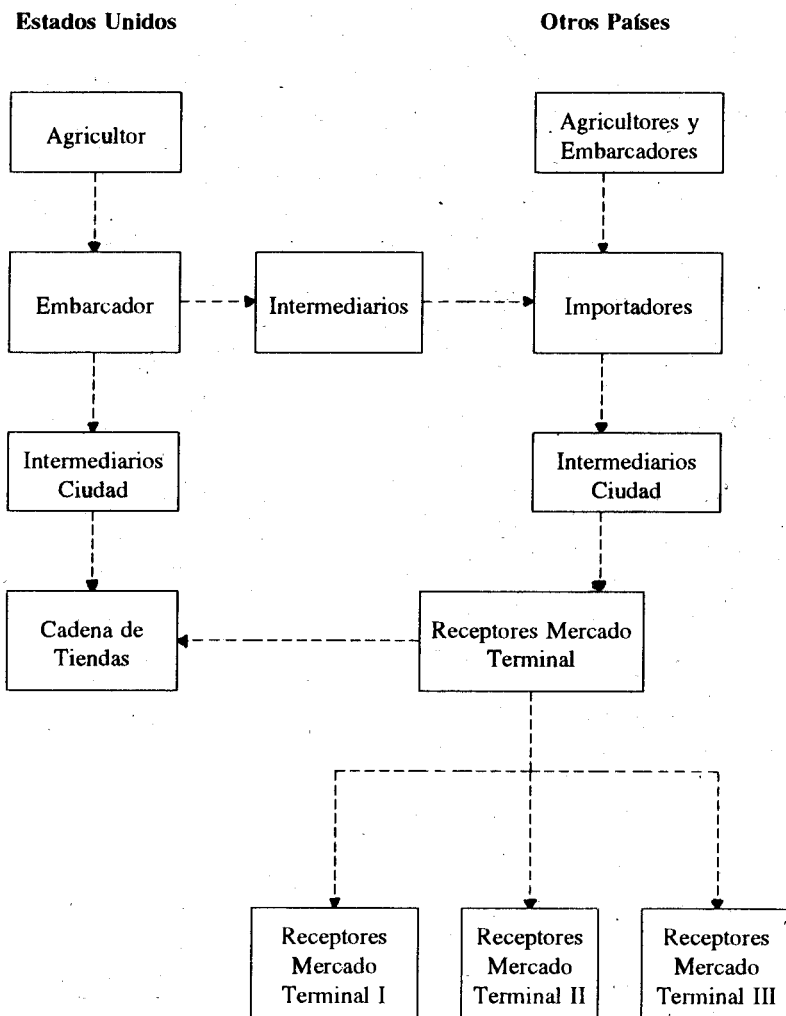 Estados Unidos
Otros Países
Agricultor
Agricultores y
Embarcadores
Embarcador
Intermediarios
Importadores
Intermediarios
Ciudad
Intermediarios
Ciudad
Cadena de
Tiendas
Receptores Mercado
Terminal
Receptores
Mercado
Terminal I
Receptores
Mercado
Terminal II
Receptores
Mercado
Terminal III